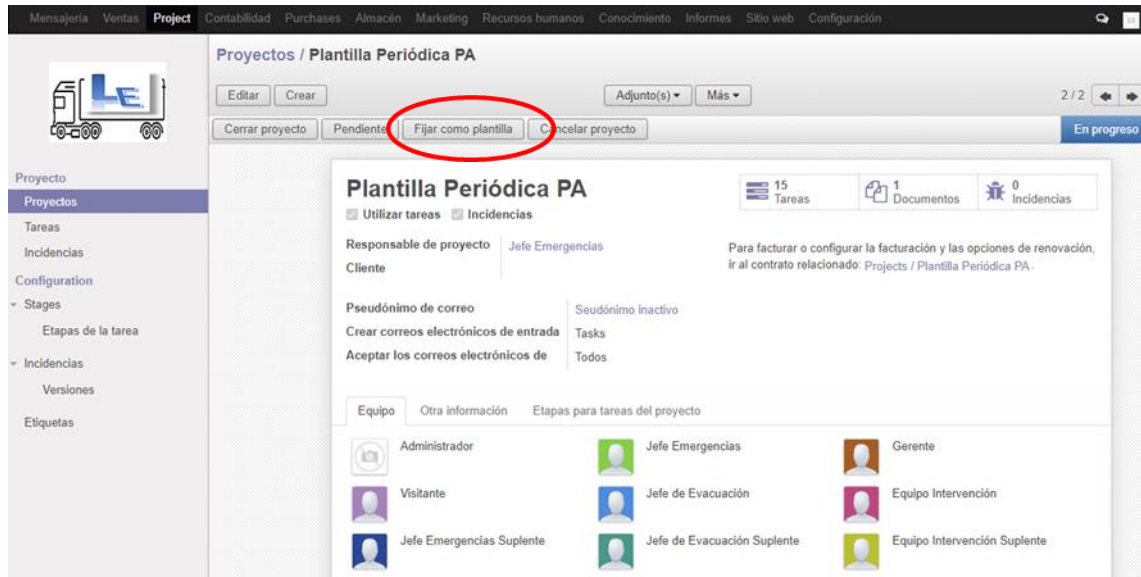 Mensajería Ventas Project Contabilidad Purchases Almacén Marketing Recursos humanos Conocimiento Informes Sitio web Configuración
Proyectos / Plantilla Periódica PA
Editar Crear Adjunto(s) Más 2 / 2
Cerrar proyecto Pendiente Fijar como plantilla Cancelar proyecto En progreso
LE
Proyecto
Proyectos
Tareas
Incidencias
Configuration
Stages
Etapas de la tarea
Incidencias
Versiones
Etiquetas
Plantilla Periódica PA
15 Tareas
1 Documentos
0 Incidencias
Utilizar tareas Incidencias
Responsable de proyecto Jefe Emergencias
Cliente
Para facturar o configurar la facturación y las opciones de renovación,
ir al contrato relacionado: Projects / Plantilla Periódica PA.
Pseudónimo de correo Seudónimo inactivo
Crear correos electrónicos de entrada Tasks
Aceptar los correos electrónicos de Todos
Equipo Otra información Etapas para tareas del proyecto
Administrador Jefe Emergencias Gerente
Visitante Jefe de Evacuación Equipo Intervención
Jefe Emergencias Suplente Jefe de Evacuación Suplente Equipo Intervención Suplente